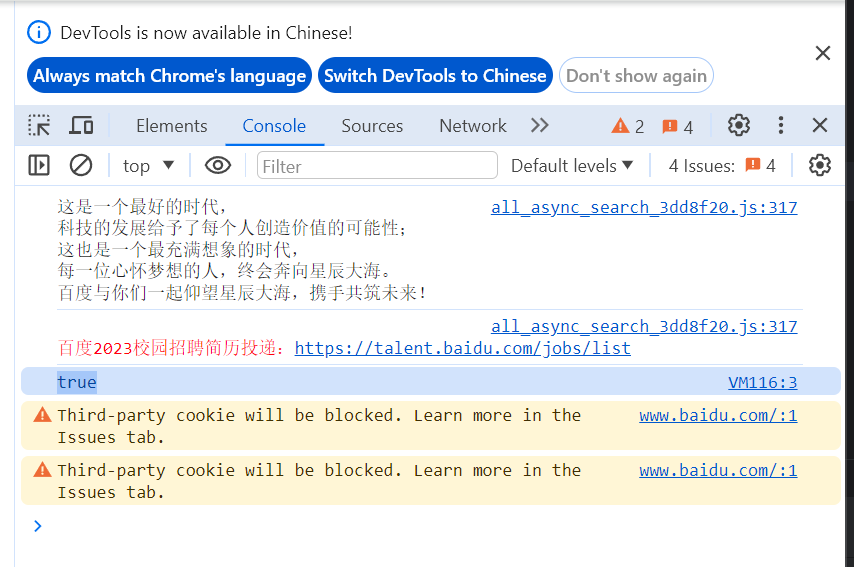 DevTools is now available in Chinese!
Always match Chrome's language Switch DevTools to Chinese Don't show again
Elements Console Sources Network 2 4
top Filter Default levels 4 Issues: 4
这是一个最好的时代, all_async_search_3dd8f20.js:317
科技的发展给予了每个人创造价值的可能性;
这也是一个最充满想象的时代,
每一位心怀梦想的人，终会奔向星辰大海。
百度与你们一起仰望星辰大海，携手共筑未来!
all_async_search_3dd8f20.js:317
百度2023校园招聘简历投递：https://talent.baidu.com/jobs/list
true VM116:3
Third-party cookie will be blocked. Learn more in the www.baidu.com/:1
Issues tab.
Third-party cookie will be blocked. Learn more in the www.baidu.com/:1
Issues tab.